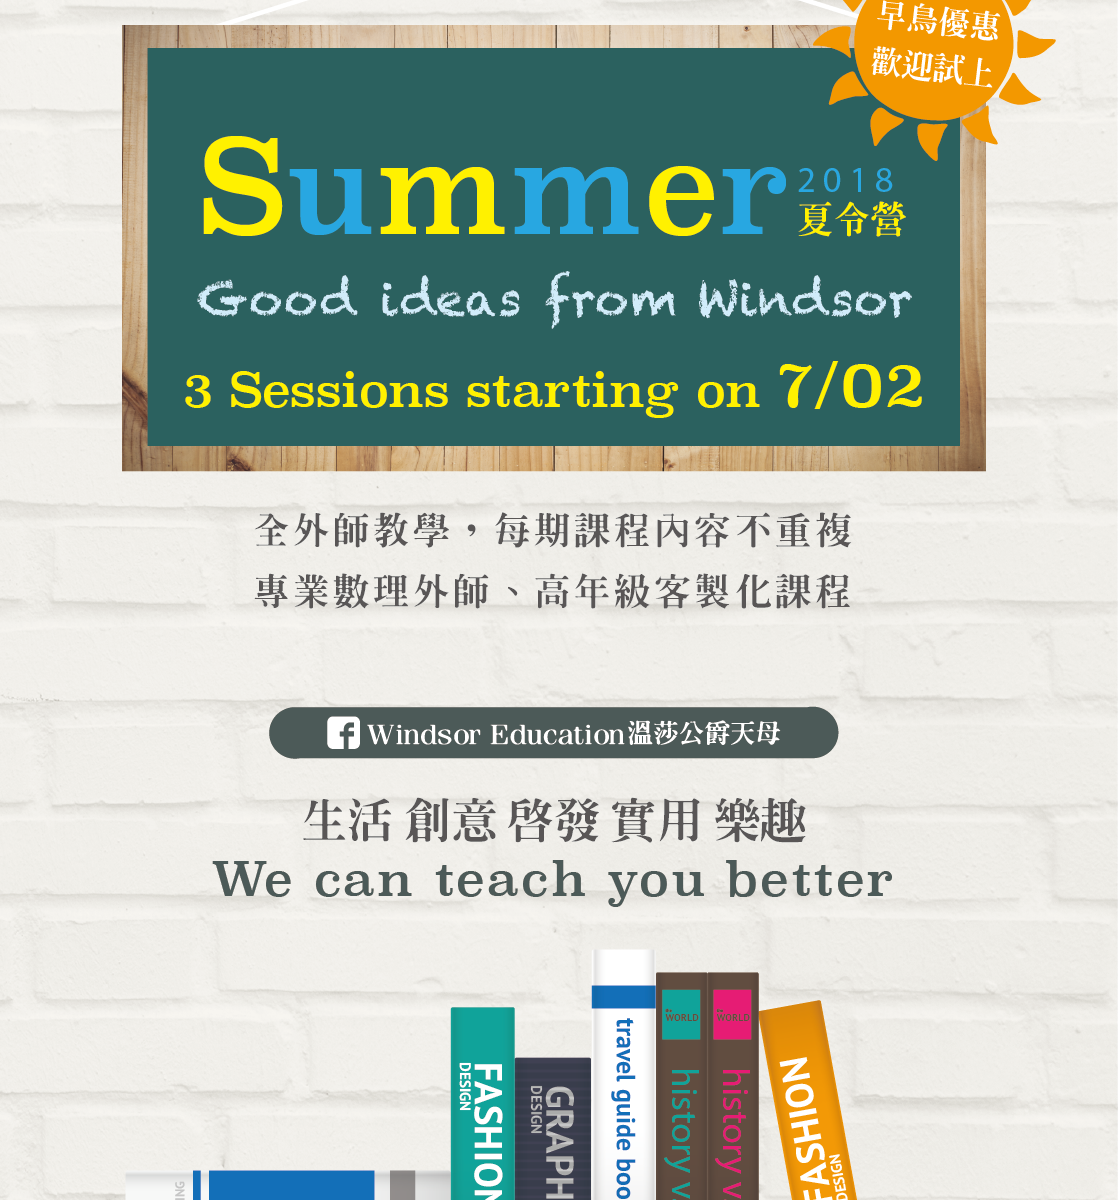 早鳥優惠
歡迎試上
Summer 2018
夏令營
Good ideas from Windsor
3 Sessions starting on 7/02
全外師教學，每期課程內容不重複
專業數理外師、高年級客製化課程
Windsor Education溫莎公爵天母
生活 創意 啓發 實用 樂趣
We can teach you better
FASHION
DESIGN
GRAPH
DESIGN
travel guide boo
WORLD
history v
WORLD
history v
FASHION
DESIGN